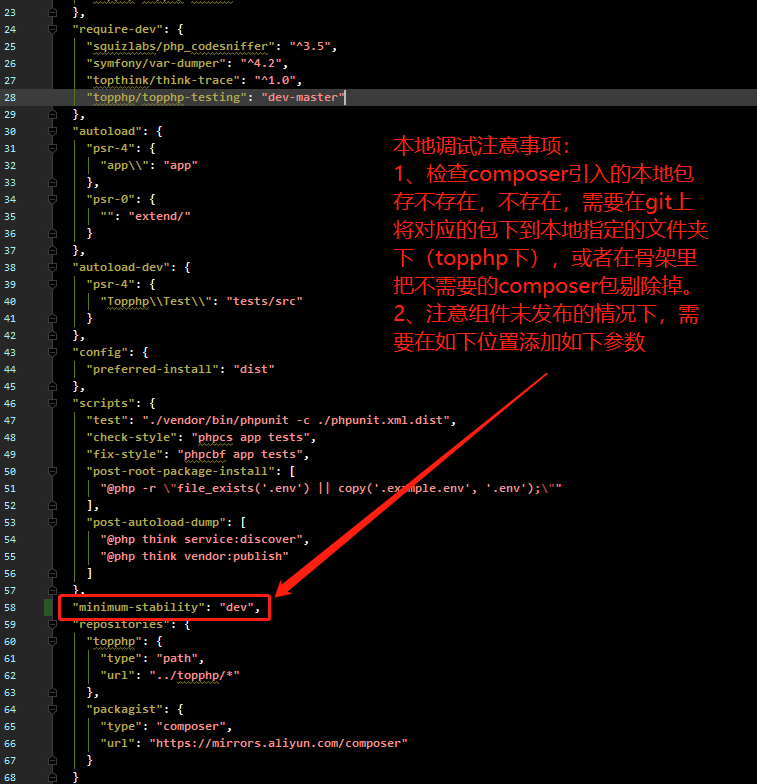 23 },
24 "require-dev": {
25 "squizlabs/php_codesniffer": "^3.5",
26 "symfony/var-dumper": "^4.2",
27 "topthink/think-trace": "^1.0",
28 "topphp/topphp-testing": "dev-master"
29 },
30 "autoload": {
31 "psr-4": {
32 "app\\": "app"
33 },
34 "psr-0": {
35 "": "extend/"
36 }
37 },
38 "autoload-dev": {
39 "psr-4": {
40 "Topphp\\Test\\": "tests/src"
41 }
42 },
43 "config": {
44 "preferred-install": "dist"
45 },
46 "scripts": {
47 "test": "./vendor/bin/phpunit -c ./phpunit.xml.dist",
48 "check-style": "phpcs app tests",
49 "fix-style": "phpcbf app tests",
50 "post-root-package-install": [
51 "@php -r \"file_exists('.env') || copy('.example.env', '.env');\""
52 ],
53 "post-autoload-dump": [
54 "@php think service:discover",
55 "@php think vendor:publish"
56 ]
57 },
58 "minimum-stability": "dev",
59 "repositories": {
60 "topphp": {
61 "type": "path",
62 "url": "../topphp/*"
63 },
64 "packagist": {
65 "type": "composer",
66 "url": "https://mirrors.aliyun.com/composer"
67 }
68 }
本地调试注意事项：
1、检查composer引入的本地包
存不存在，不存在，需要在git上
将对应的包下到本地指定的文件夹
下（topphp下），或者在骨架里
把不需要的composer包剔除掉。
2、注意组件未发布的情况下，需
要在如下位置添加如下参数